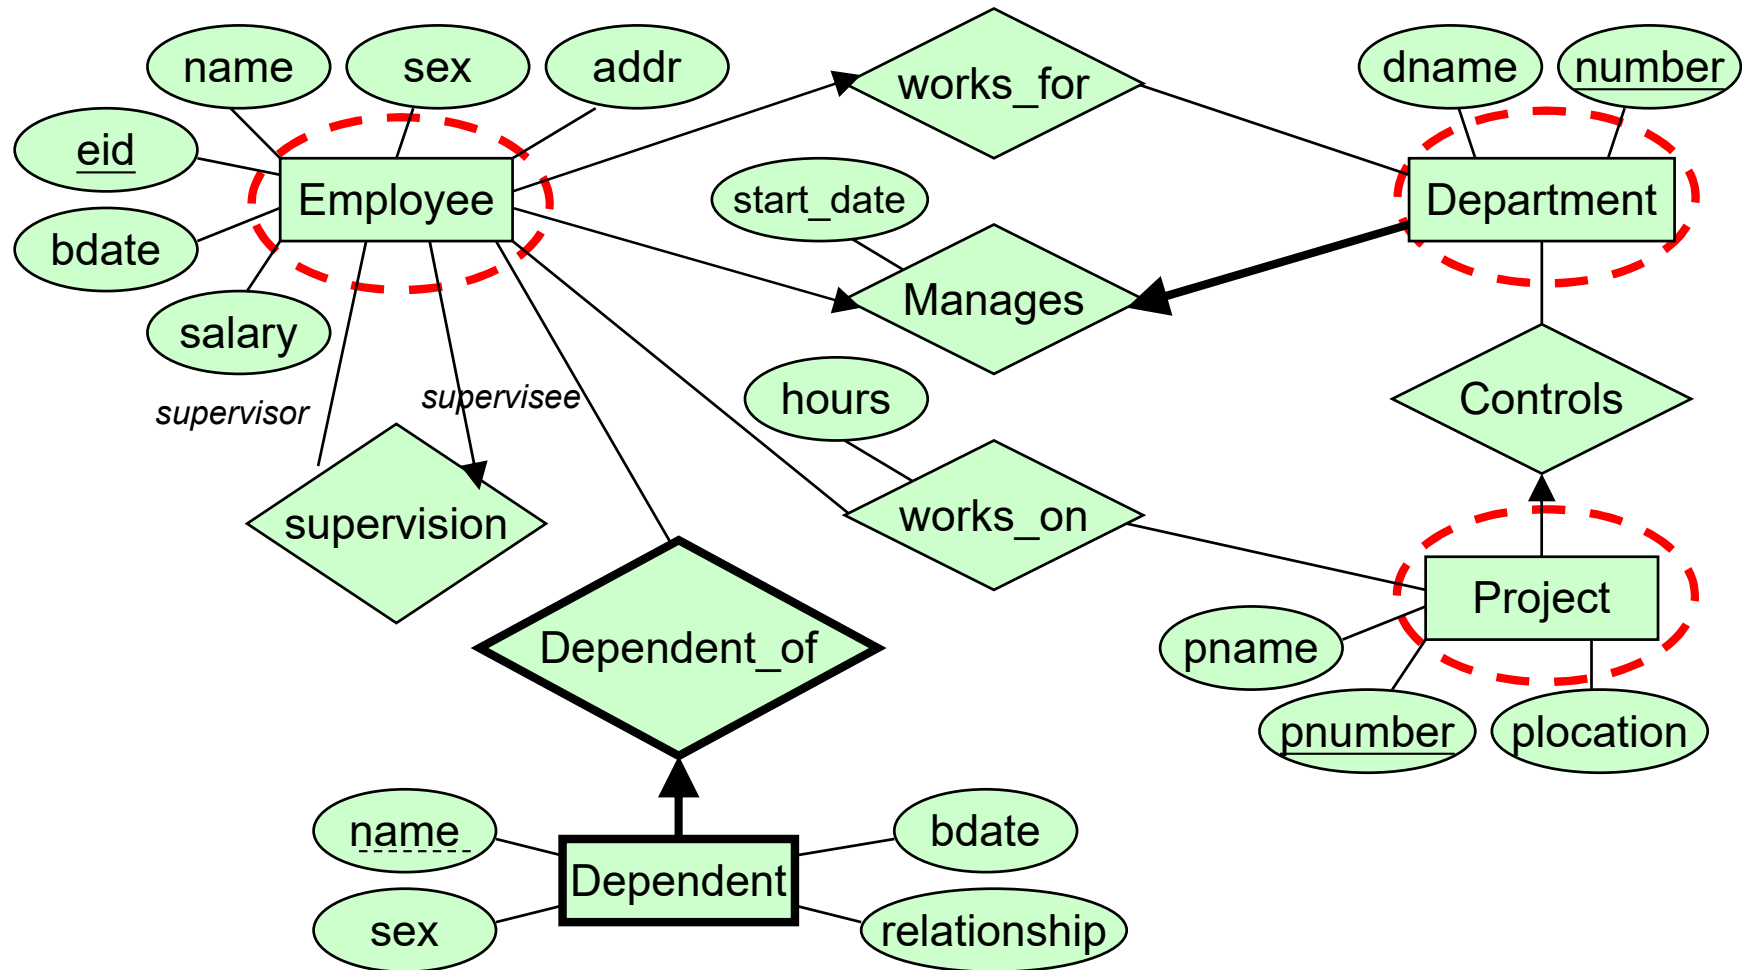 name
sex
addr
works_for
dname
number
eid
Employee
start_date
Department
bdate
Manages
salary
supervisor
supervisee
hours
Controls
supervision
works_on
Project
Dependent_of
pname
pnumber
plocation
name
bdate
Dependent
sex
relationship